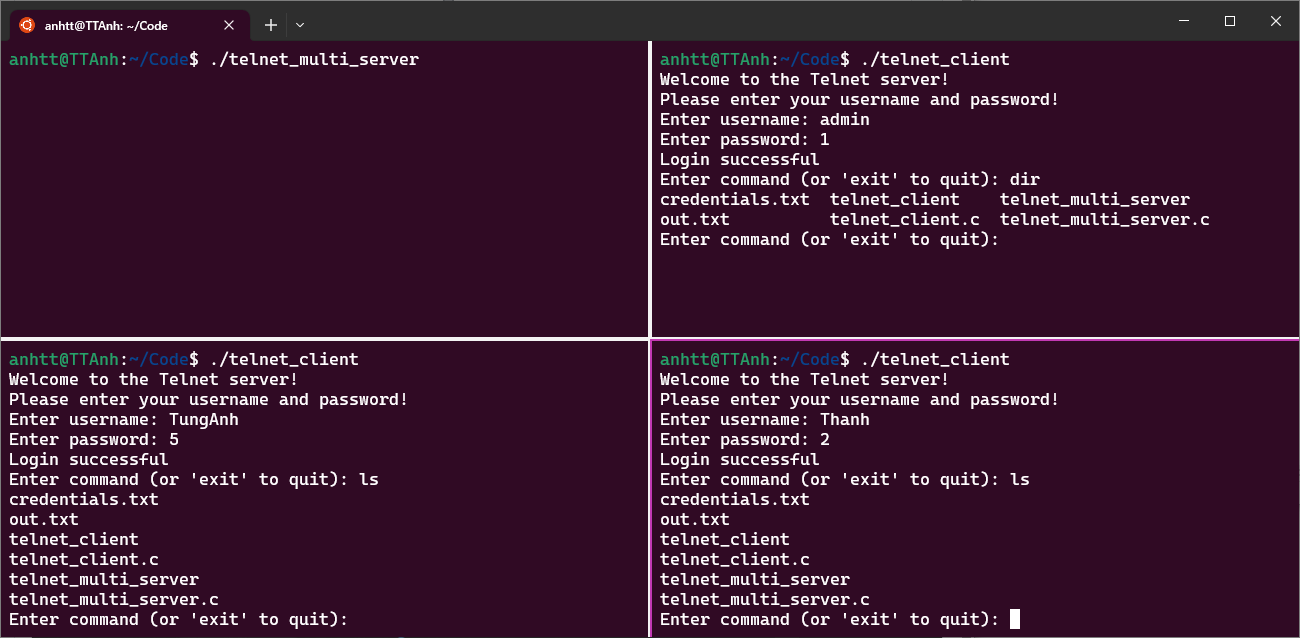 anhtt@TTAnh: ~/Code
anhtt@TTAnh:~/Code$ ./telnet_multi_server
anhtt@TTAnh:~/Code$ ./telnet_client
Welcome to the Telnet server!
Please enter your username and password!
Enter username: admin
Enter password: 1
Login successful
Enter command (or 'exit' to quit): dir
credentials.txt  telnet_client    telnet_multi_server
out.txt          telnet_client.c  telnet_multi_server.c
Enter command (or 'exit' to quit):
anhtt@TTAnh:~/Code$ ./telnet_client
Welcome to the Telnet server!
Please enter your username and password!
Enter username: TungAnh
Enter password: 5
Login successful
Enter command (or 'exit' to quit): ls
credentials.txt
out.txt
telnet_client
telnet_client.c
telnet_multi_server
telnet_multi_server.c
Enter command (or 'exit' to quit):
anhtt@TTAnh:~/Code$ ./telnet_client
Welcome to the Telnet server!
Please enter your username and password!
Enter username: Thanh
Enter password: 2
Login successful
Enter command (or 'exit' to quit): ls
credentials.txt
out.txt
telnet_client
telnet_client.c
telnet_multi_server
telnet_multi_server.c
Enter command (or 'exit' to quit):